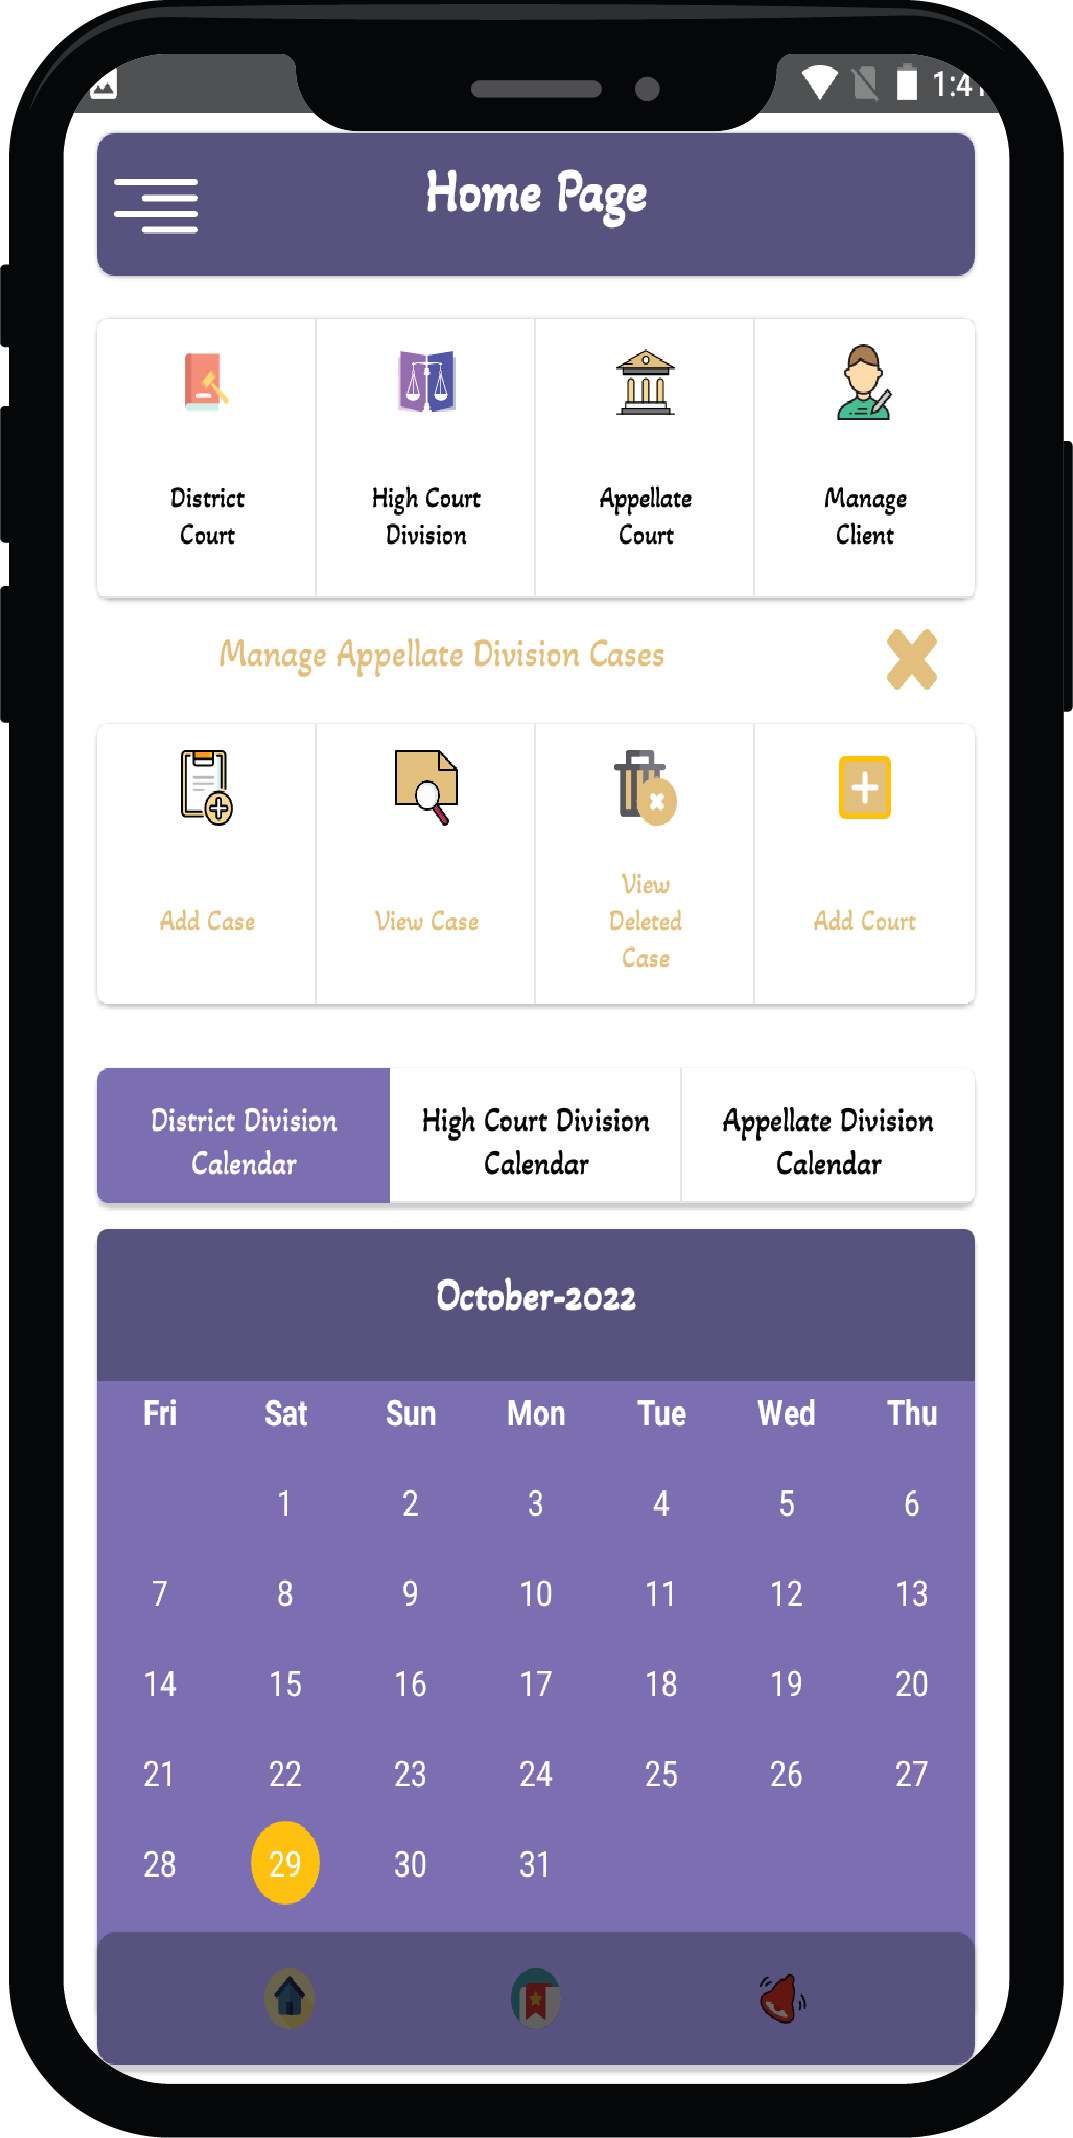 1:41
Home Page
District
Court
High Court
Division
Appellate
Court
Manage
Client
Manage Appellate Division Cases
Add Case
View Case
View
Deleted
Case
Add Court
District Division
Calendar
High Court Division
Calendar
Appellate Division
Calendar
October-2022
Fri Sat Sun Mon Tue Wed Thu
1 2 3 4 5 6
7 8 9 10 11 12 13
14 15 16 17 18 19 20
21 22 23 24 25 26 27
28 29 30 31